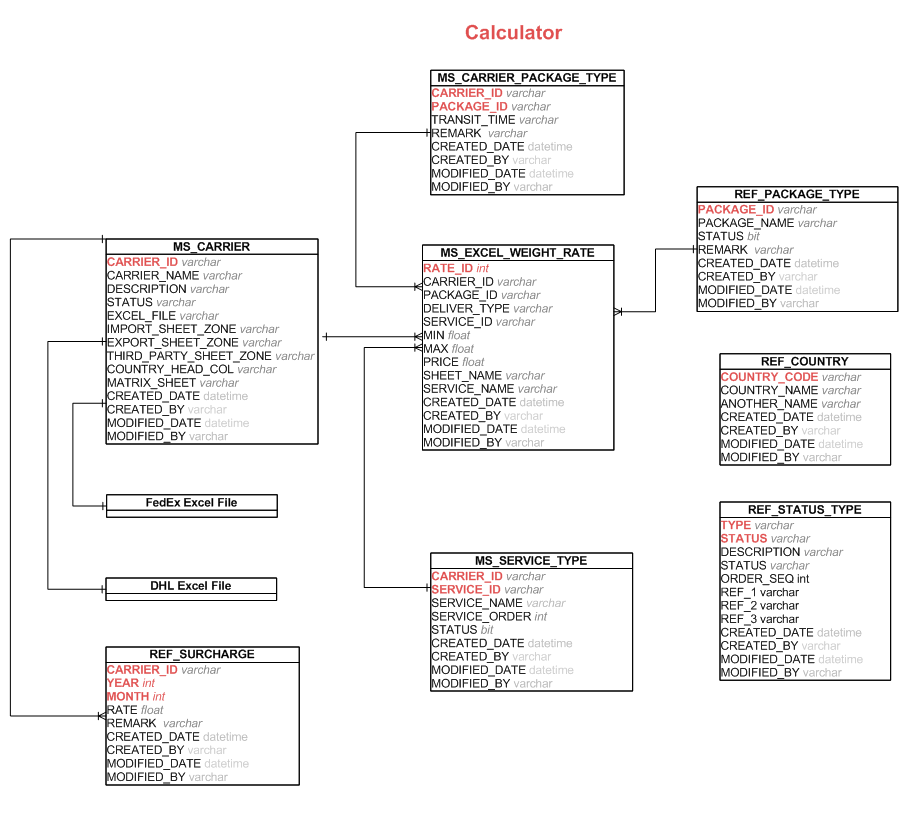 Calculator
MS_CARRIER_PACKAGE_TYPE
CARRIER_ID varchar
PACKAGE_ID varchar
TRANSIT_TIME varchar
REMARK varchar
CREATED_DATE datetime
CREATED_BY varchar
MODIFIED_DATE datetime
MODIFIED_BY varchar
REF_PACKAGE_TYPE
PACKAGE_ID varchar
PACKAGE_NAME varchar
STATUS bit
REMARK varchar
CREATED_DATE datetime
CREATED_BY varchar
MODIFIED_DATE datetime
MODIFIED_BY varchar
MS_CARRIER
CARRIER_ID varchar
CARRIER_NAME varchar
DESCRIPTION varchar
STATUS varchar
EXCEL_FILE varchar
IMPORT_SHEET_ZONE varchar
EXPORT_SHEET_ZONE varchar
THIRD_PARTY_SHEET_ZONE varchar
COUNTRY_HEAD_COL varchar
MATRIX_SHEET varchar
CREATED_DATE datetime
CREATED_BY varchar
MODIFIED_DATE datetime
MODIFIED_BY varchar
MS_EXCEL_WEIGHT_RATE
RATE_ID int
CARRIER_ID varchar
PACKAGE_ID varchar
DELIVER_TYPE varchar
SERVICE_ID varchar
MIN float
MAX float
PRICE float
SHEET_NAME varchar
SERVICE_NAME varchar
CREATED_DATE datetime
CREATED_BY varchar
MODIFIED_DATE datetime
MODIFIED_BY varchar
REF_COUNTRY
COUNTRY_CODE varchar
COUNTRY_NAME varchar
ANOTHER_NAME varchar
CREATED_DATE datetime
CREATED_BY varchar
MODIFIED_DATE datetime
MODIFIED_BY varchar
FedEx Excel File
DHL Excel File
REF_STATUS_TYPE
TYPE varchar
STATUS varchar
DESCRIPTION varchar
STATUS varchar
ORDER_SEQ int
REF_1 varchar
REF_2 varchar
REF_3 varchar
CREATED_DATE datetime
CREATED_BY varchar
MODIFIED_DATE datetime
MODIFIED_BY varchar
MS_SERVICE_TYPE
CARRIER_ID varchar
SERVICE_ID varchar
SERVICE_NAME varchar
SERVICE_ORDER int
STATUS bit
CREATED_DATE datetime
CREATED_BY varchar
MODIFIED_DATE datetime
MODIFIED_BY varchar
REF_SURCHARGE
CARRIER_ID varchar
YEAR int
MONTH int
RATE float
REMARK varchar
CREATED_DATE datetime
CREATED_BY varchar
MODIFIED_DATE datetime
MODIFIED_BY varchar